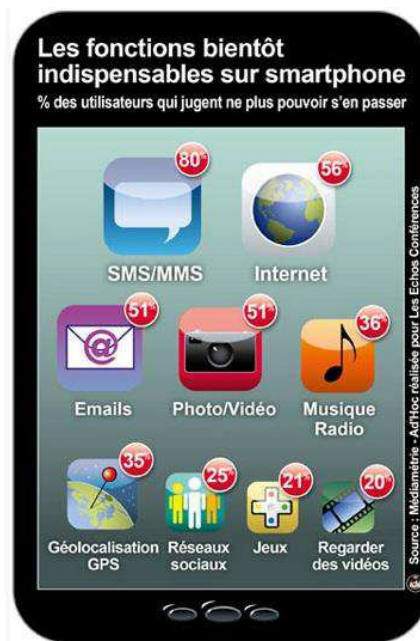 Les fonctions bientôt
indispensables sur smartphone
% des utilisateurs qui jugent ne plus pouvoir s'en passer
80%
56%
SMS/MMS
Internet
51%
51%
36%
@
Emails
Photo/Vidéo
Musique
Radio
35%
25%
21%
20%
Géolocalisation
GPS
Réseaux
sociaux
Jeux
Regarder
des vidéos
Source : Médiamétrie - AdHoc réalisée pour Les Echos Conférences